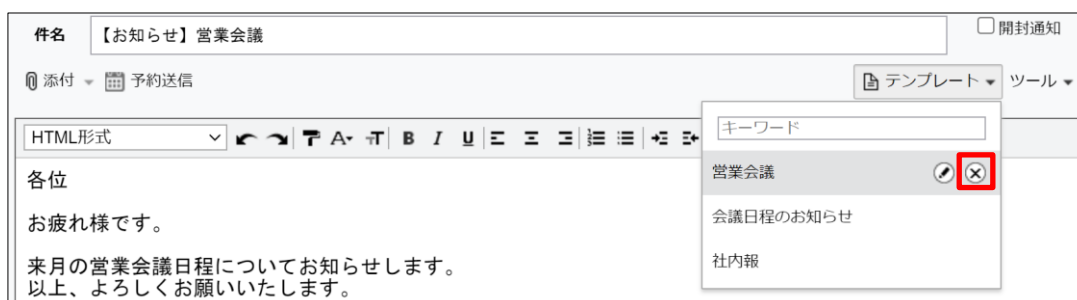 件名 【お知らせ】営業会議 開封通知
添付 予約送信 テンプレート ツール
HTML形式 A T B I U
キーワード
営業会議
会議日程のお知らせ
社内報
各位
お疲れ様です。
来月の営業会議日程についてお知らせします。
以上、よろしくお願いいたします。